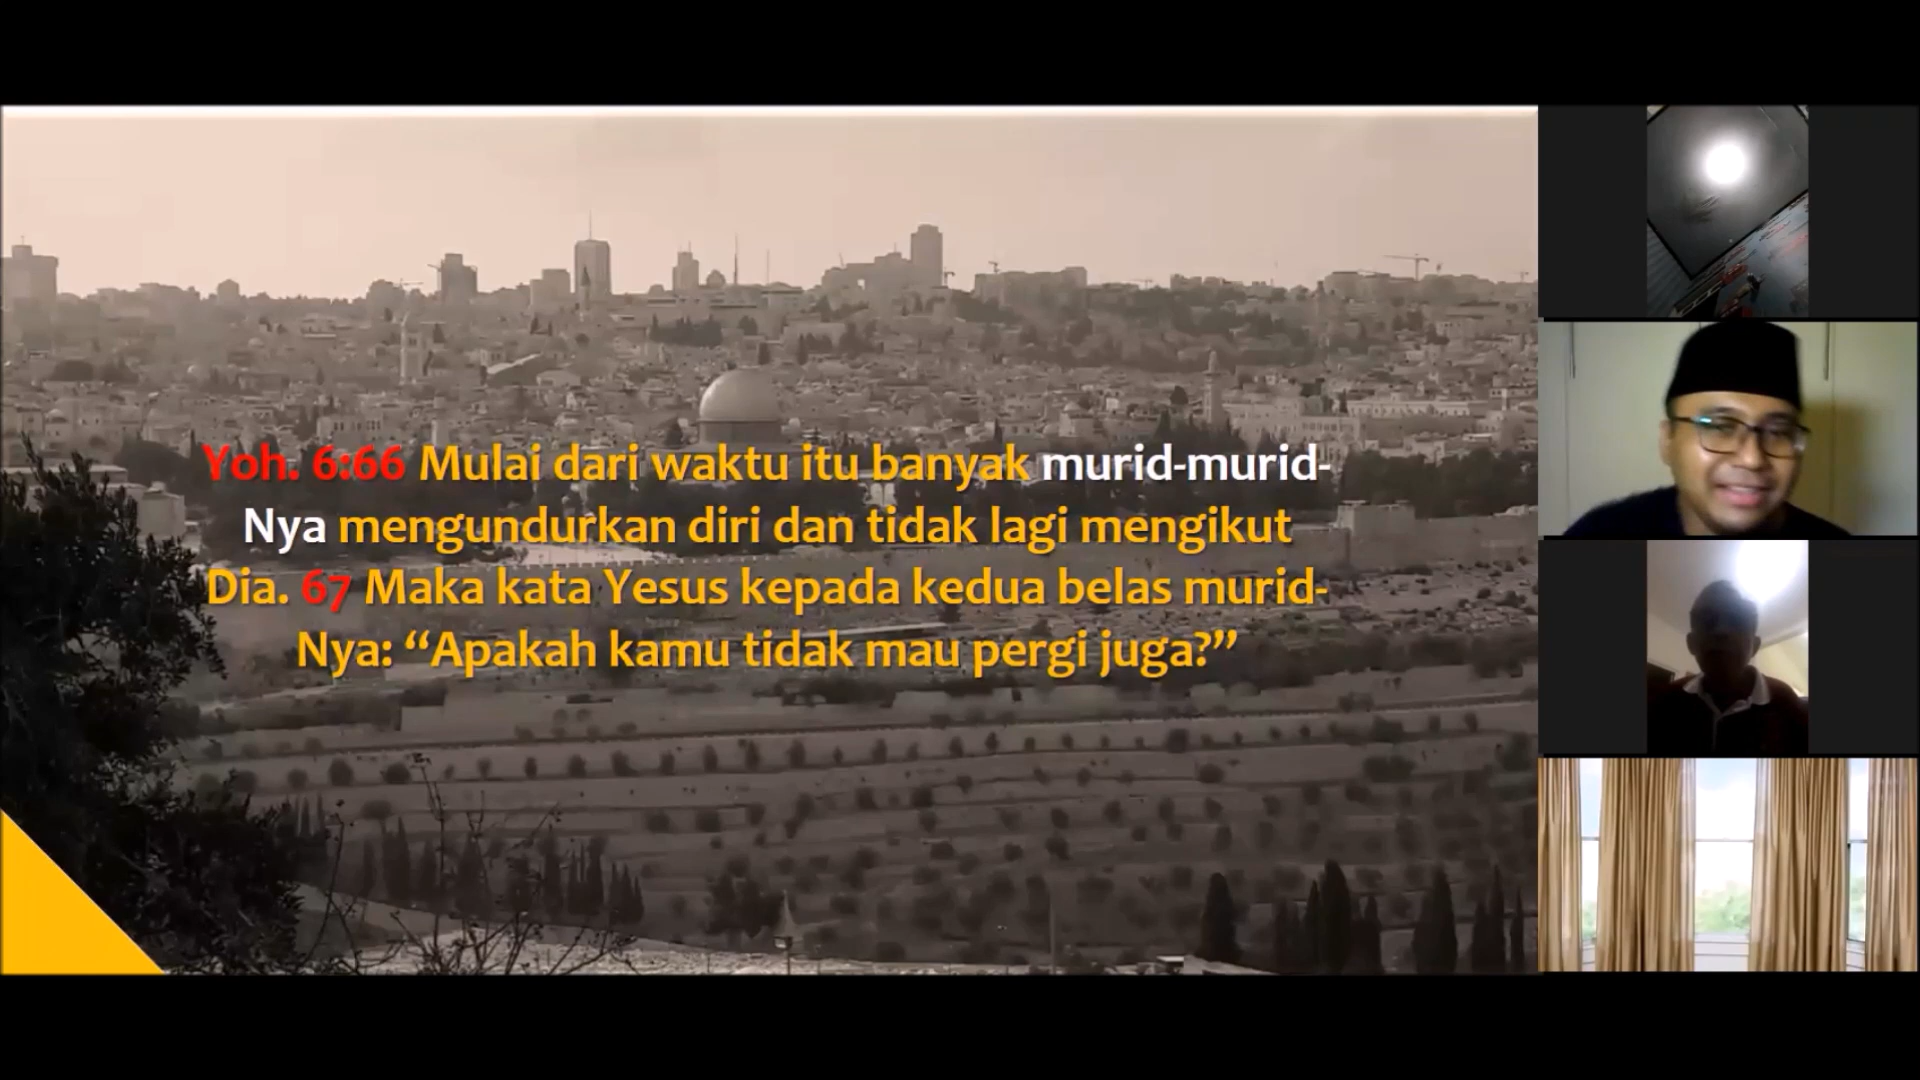 Yoh. 6:66 Mulai dari waktu itu banyak murid-murid-
Nya mengundurkan diri dan tidak lagi mengikut
Dia. 67 Maka kata Yesus kepada kedua belas murid-
Nya: “Apakah kamu tidak mau pergi juga?”